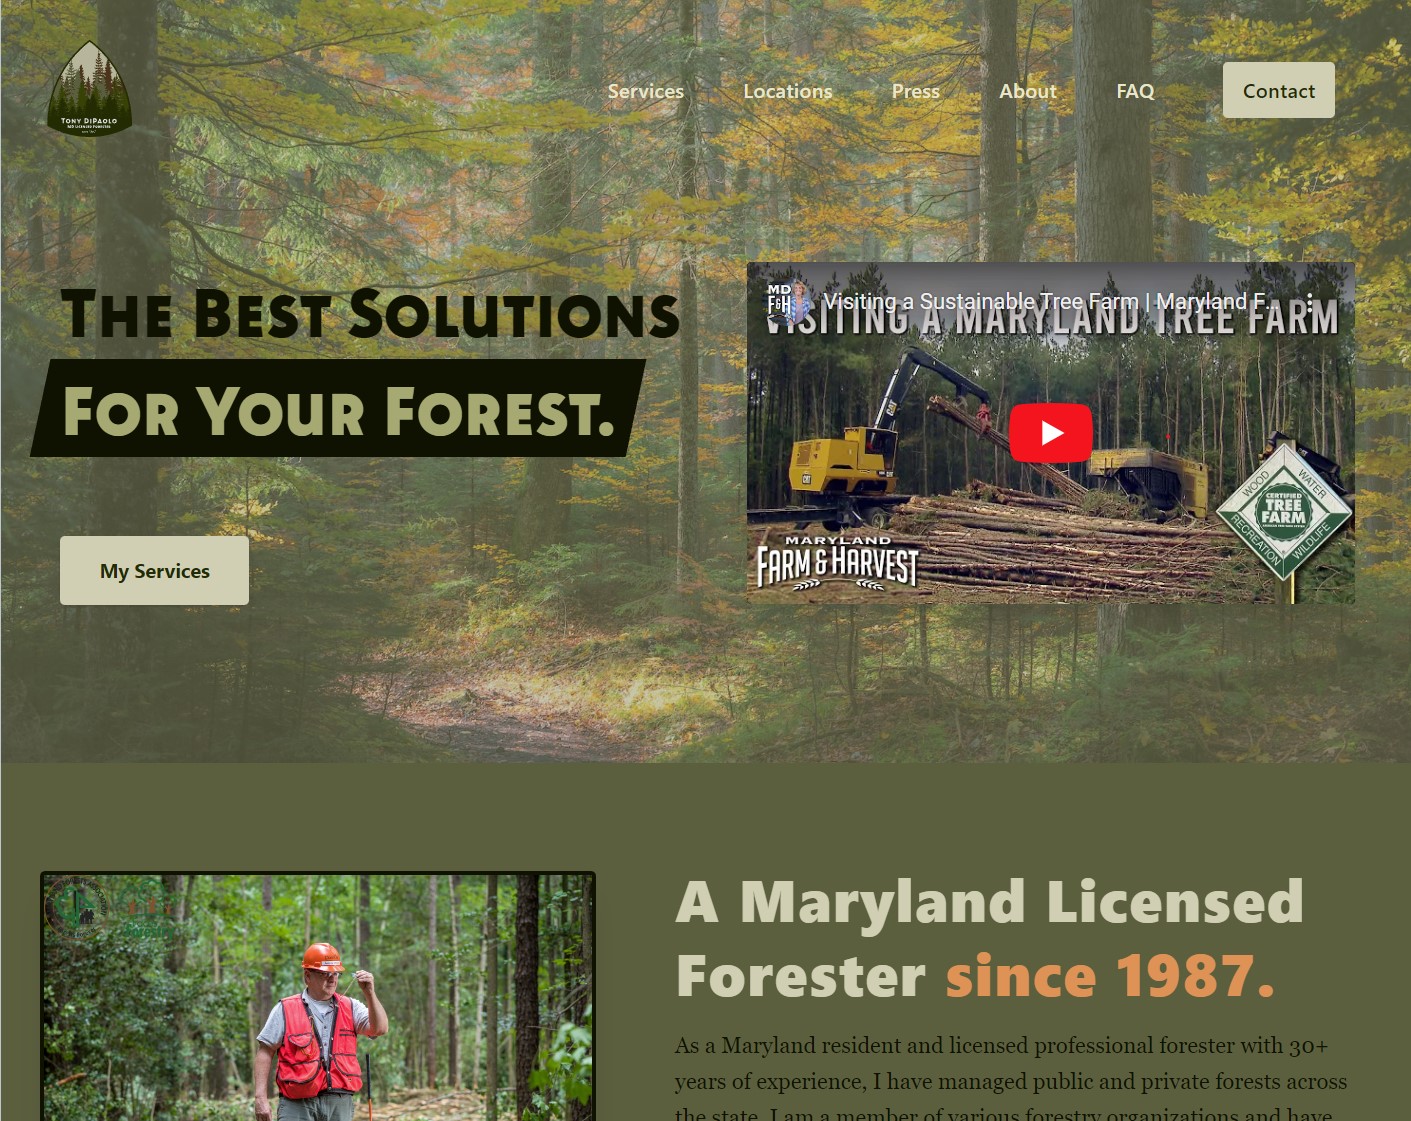 TONY DIPAOLO
MD LICENSED FORESTER
Services
Locations
Press
About
FAQ
Contact
THE BEST SOLUTIONS
FOR YOUR FOREST.
My Services
MD
F&H
Visiting a Sustainable Tree Farm | Maryland F...
VISITING A MARYLAND TREE FARM
CAT
CAT
WOOD
WATER
CERTIFIED
TREE
FARM
RECREATION
WILDLIFE
MARYLAND
FARM & HARVEST
A Maryland Licensed
Forester since 1987.
Forestry
As a Maryland resident and licensed professional forester with 30+
years of experience, I have managed public and private forests across
the state. I am a member of various forestry organizations and have